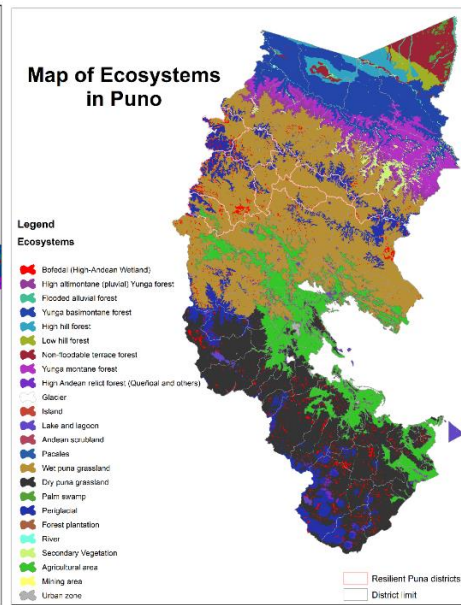 Map of Ecosystems
in Puno
Legend
Ecosystems
Bofedal (High-Andean Wetland)
High altimontane (pluvial) Yunga forest
Flooded alluvial forest
Yunga basimontane forest
High hill forest
Low hill forest
Non-floodable terrace forest
Yunga montane forest
High Andean relict forest (Queñoal and others)
Glacier
Island
Lake and lagoon
Andean scrubland
Pacales
Wet puna grassland
Dry puna grassland
Palm swamp
Periglacial
Forest plantation
River
Secondary Vegetation
Agricultural area
Mining area
Urban zone
Resilient Puna districts
District limit